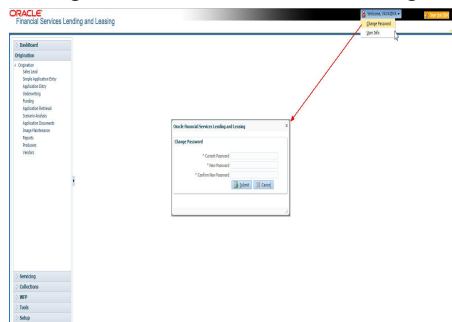 ORACLE
Financial Services Lending and Leasing
Change Password
User Info
Dashboard
Origination
Origination
Sales Lead
Simple Application Entry
Application Entry
Underwriting
Funding
Application Retrieval
Scenario Analysis
Application Documents
Image Maintenance
Reports
Producers
Vendors
Oracle Financial Services Lending and Leasing
Change Password
* Current Password
* New Password
* Confirm New Password
Submit
Cancel
Servicing
Collections
WFP
Tools
Setup